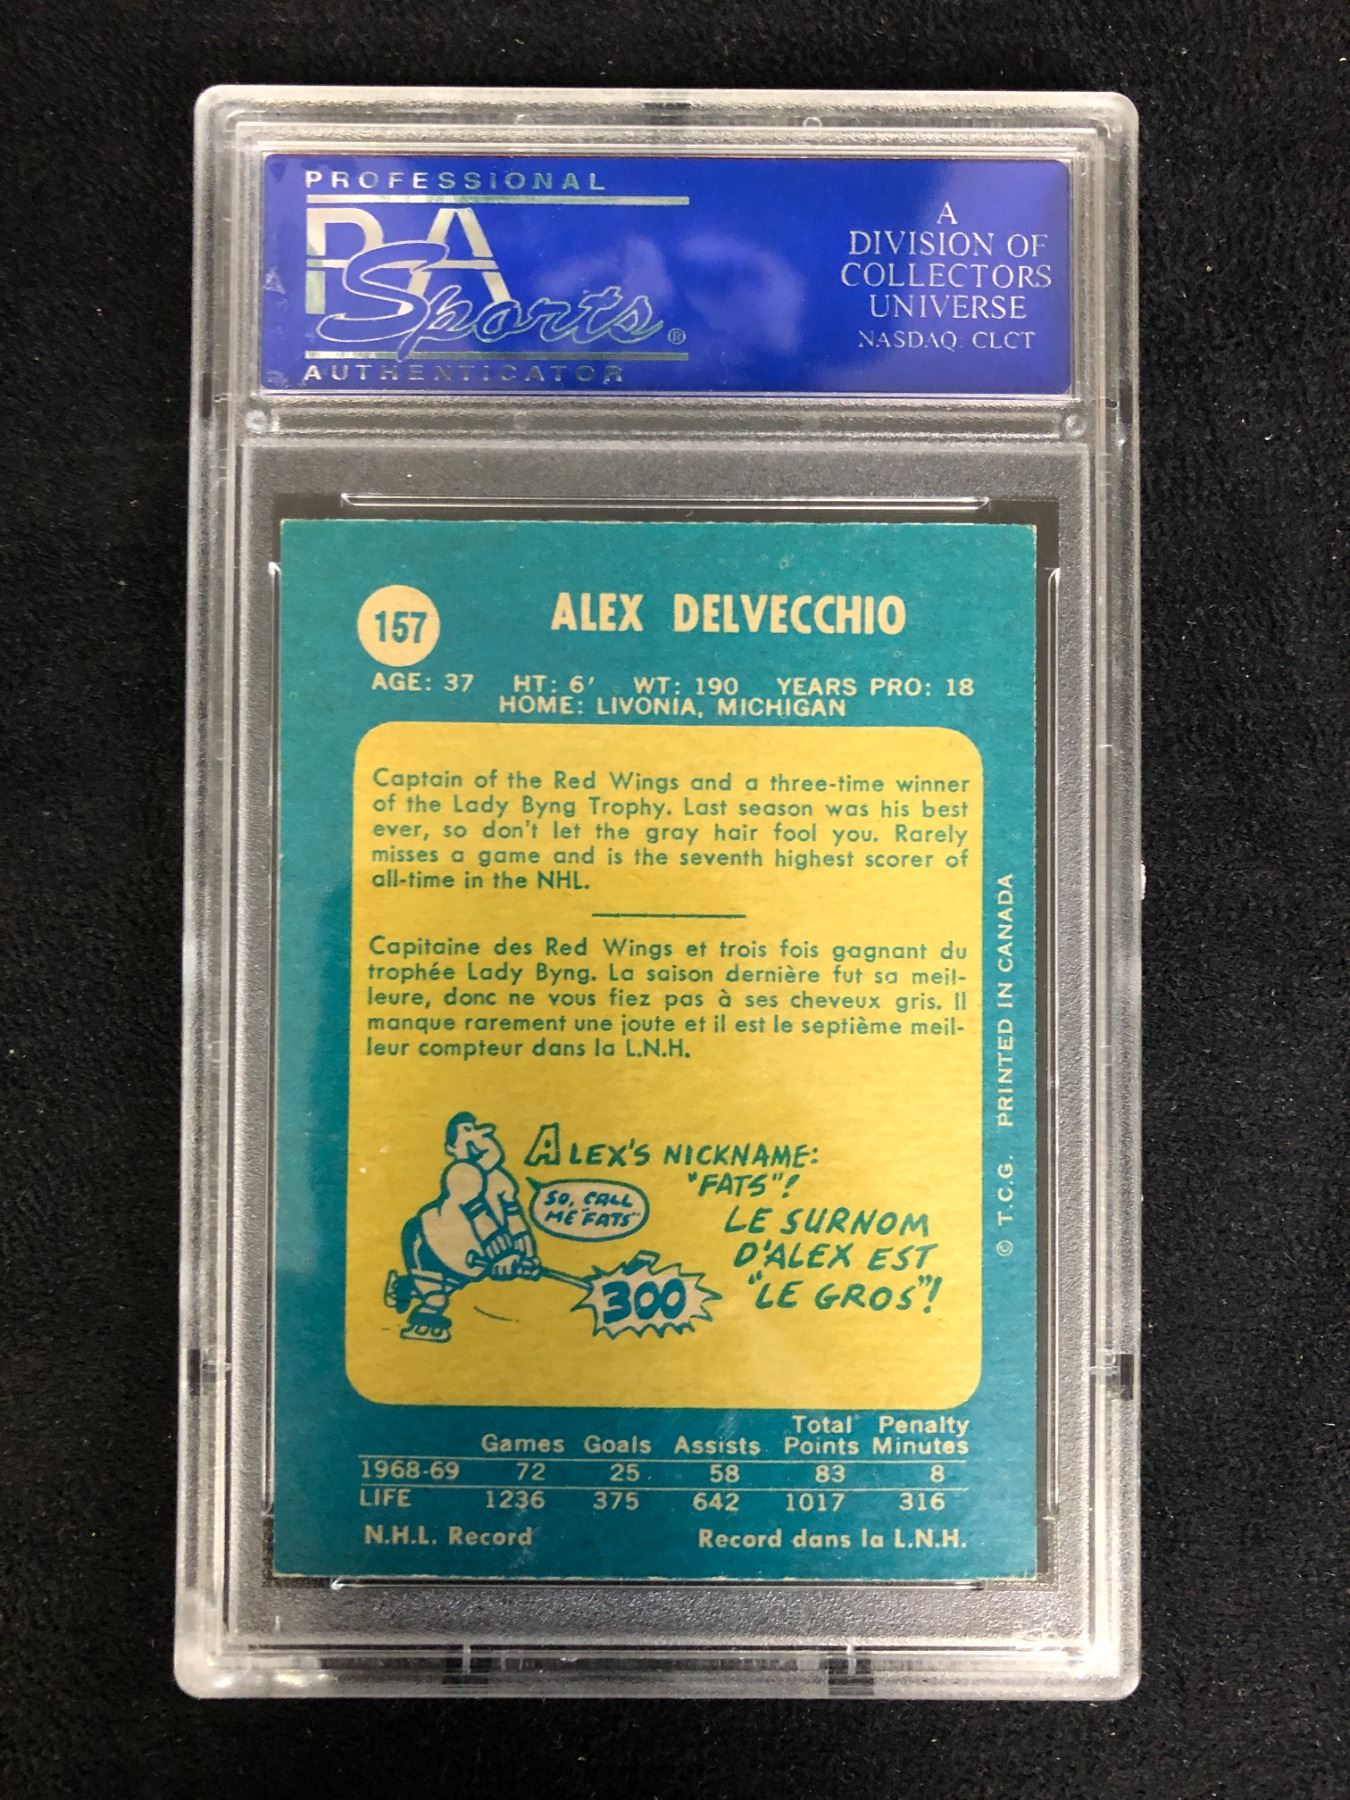 PROFESSIONAL
PSA
Sports®
AUTHENTICATOR
A
DIVISION OF
COLLECTORS
UNIVERSE
NASDAQ: CLCT
157
ALEX DELVECCHIO
AGE: 37 HT: 6' WT: 190 YEARS PRO: 18
HOME: LIVONIA, MICHIGAN
Captain of the Red Wings and a three-time winner
of the Lady Byng Trophy. Last season was his best
ever, so don't let the gray hair fool you. Rarely
misses a game and is the seventh highest scorer of
all-time in the NHL.
Capitaine des Red Wings et trois fois gagnant du
trophée Lady Byng. La saison dernière fut sa meil-
leure, donc ne vous fiez pas à ses cheveux gris. Il
manque rarement une joute et il est le septième meil-
leur compteur dans la L.N.H.
ALEX'S NICKNAME:
"FATS"!
SO, CALL
ME "FATS"
LE SURNOM
D'ALEX EST
"LE GROS"!
300
© T.C.G. PRINTED IN CANADA
Games Goals Assists Total Points Penalty Minutes
1968-69 72 25 58 83 8
LIFE 1236 375 642 1017 316
N.H.L. Record Record dans la L.N.H.